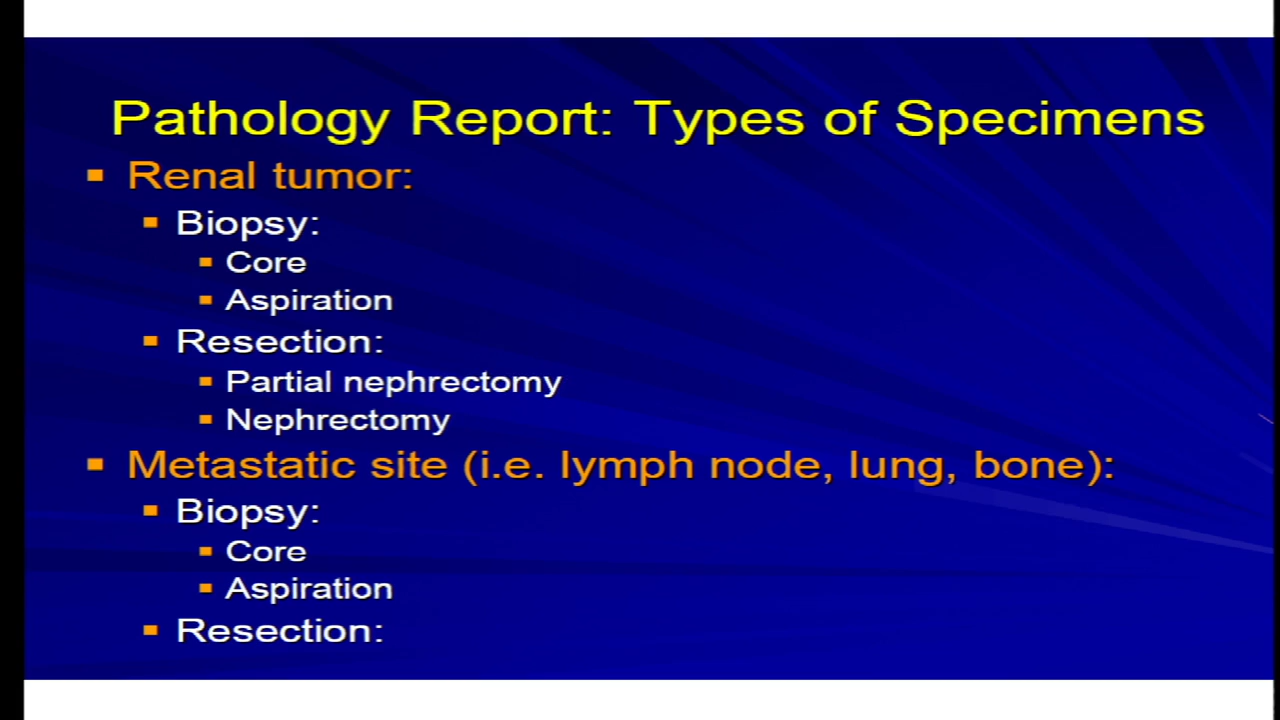 Pathology Report: Types of Specimens
Renal tumor:
Biopsy:
Core
Aspiration
Resection:
Partial nephrectomy
Nephrectomy
Metastatic site (i.e. lymph node, lung, bone):
Biopsy:
Core
Aspiration
Resection: